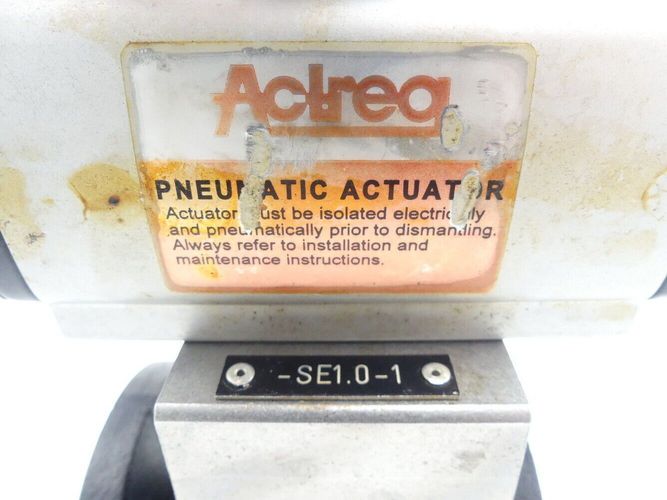 Actreg
PNEUMATIC ACTUATOR
Actuator must be isolated electrically
and pneumatically prior to dismantling.
Always refer to installation and
maintenance instructions.
-SE1.0-1